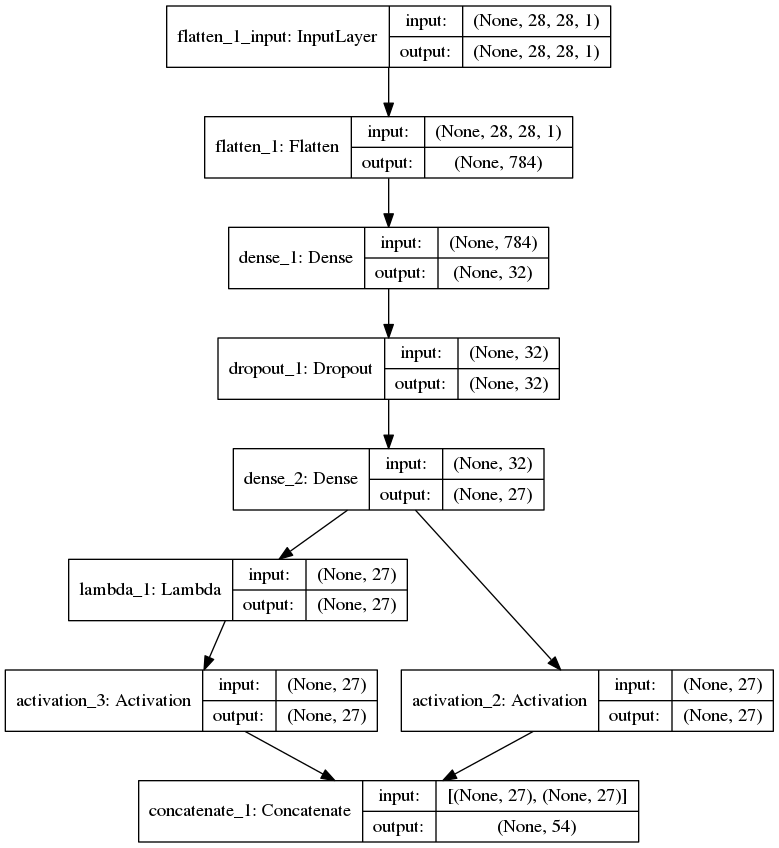 flatten_1_input: InputLayer
input:
(None, 28, 28, 1)
output:
(None, 28, 28, 1)
flatten_1: Flatten
input:
(None, 28, 28, 1)
output:
(None, 784)
dense_1: Dense
input:
(None, 784)
output:
(None, 32)
dropout_1: Dropout
input:
(None, 32)
output:
(None, 32)
dense_2: Dense
input:
(None, 32)
output:
(None, 27)
lambda_1: Lambda
input:
(None, 27)
output:
(None, 27)
activation_3: Activation
input:
(None, 27)
output:
(None, 27)
activation_2: Activation
input:
(None, 27)
output:
(None, 27)
concatenate_1: Concatenate
input:
[(None, 27), (None, 27)]
output:
(None, 54)